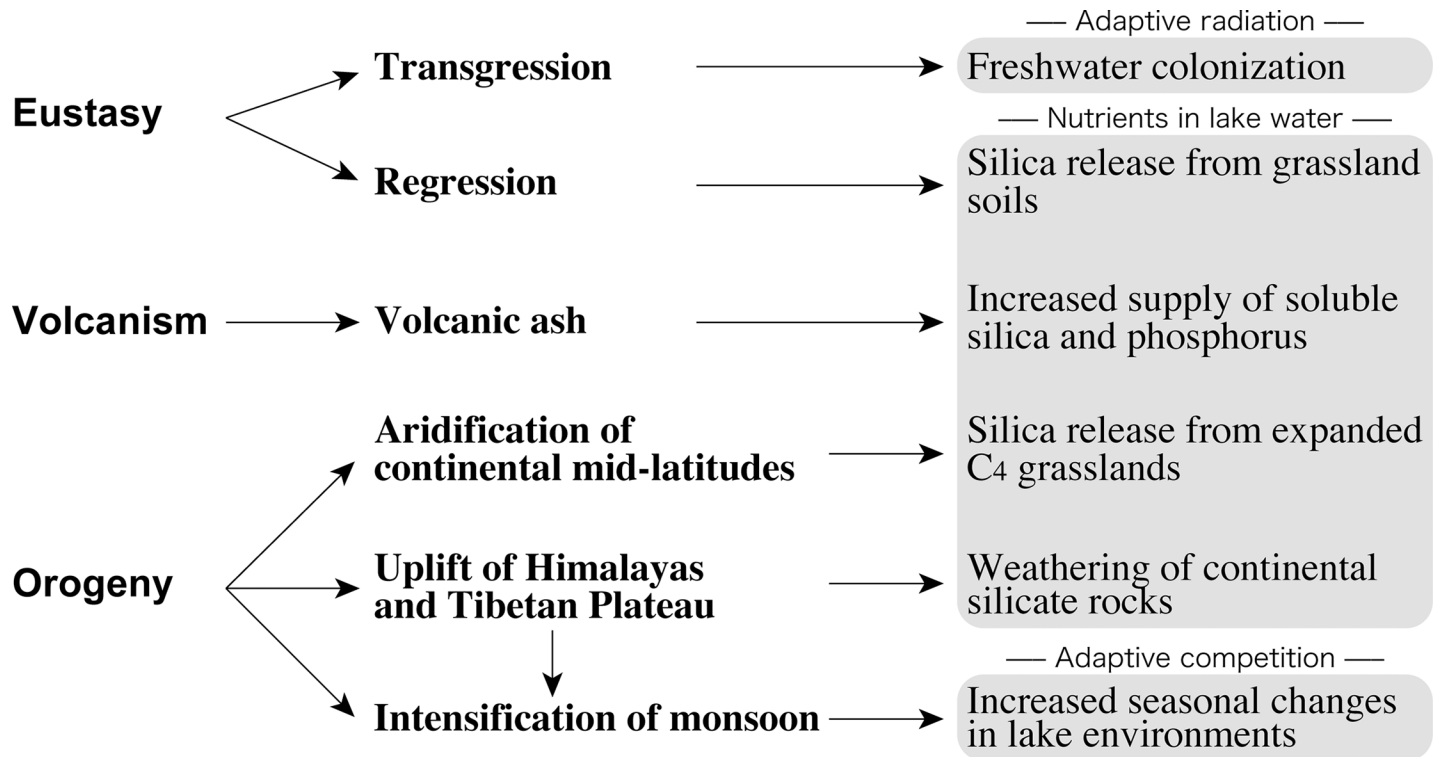 Adaptive radiation
Eustasy
Transgression
Freshwater colonization
Nutrients in lake water
Regression
Silica release from grassland
soils
Volcanism
Volcanic ash
Increased supply of soluble
silica and phosphorus
Orogeny
Aridification of
continental mid-latitudes
Silica release from expanded
C4 grasslands
Uplift of Himalayas
and Tibetan Plateau
Weathering of continental
silicate rocks
Adaptive competition
Intensification of monsoon
Increased seasonal changes
in lake environments